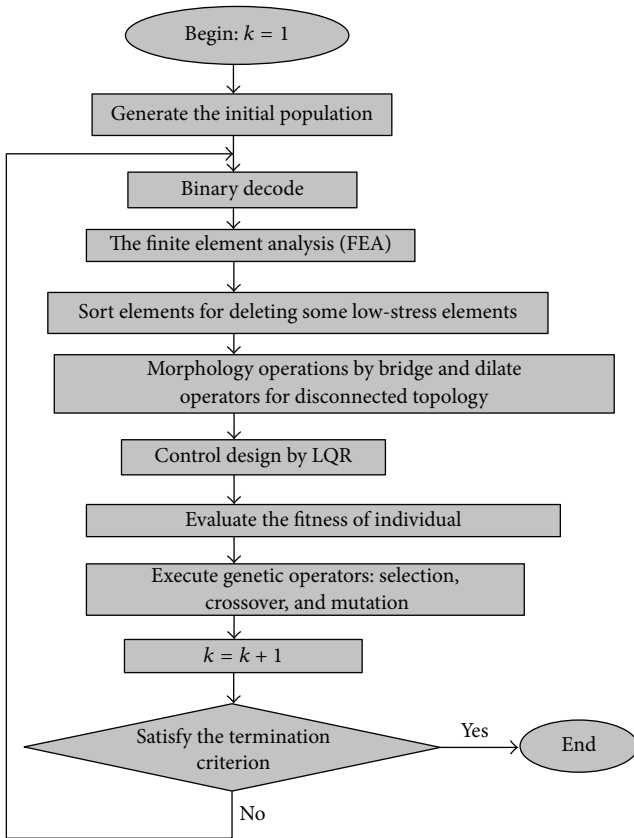 Begin: k = 1
Generate the initial population
Binary decode
The finite element analysis (FEA)
Sort elements for deleting some low-stress elements
Morphology operations by bridge and dilate
operators for disconnected topology
Control design by LQR
Evaluate the fitness of individual
Execute genetic operators: selection,
crossover, and mutation
k = k + 1
Satisfy the termination
criterion
Yes
End
No